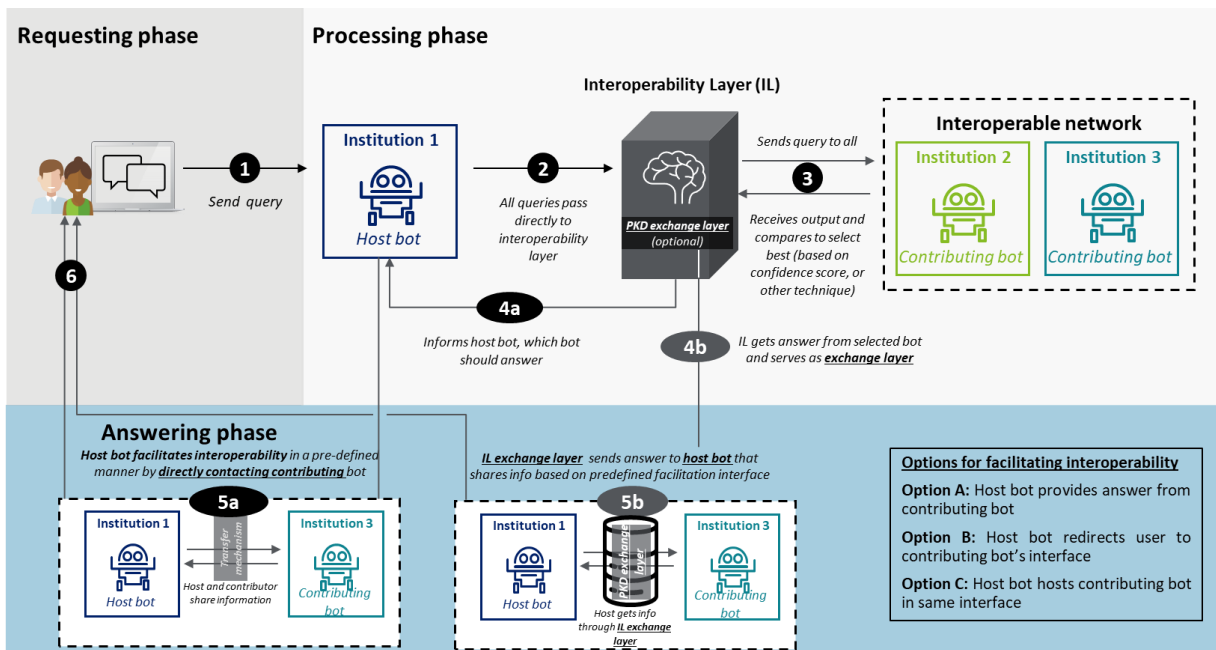 Requesting phase
Processing phase
Interoperability Layer (IL)
1
Send query
Institution 1
Host bot
2
All queries pass
directly to
interoperability
layer
PKD exchange layer
(optional)
Sends query to all
3
Receives output and
compares to select
best (based on
confidence score, or
other technique)
Interoperable network
Institution 2
Contributing bot
Institution 3
Contributing bot
6
4a
Informs host bot, which bot
should answer
4b
IL gets answer from selected bot
and serves as exchange layer
Answering phase
Host bot facilitates interoperability in a pre-defined
manner by directly contacting contributing bot
5a
Institution 1
Host bot
Transfer
mechanism
Host and contributor
share information
Institution 3
Contributing
bot
IL exchange layer sends answer to host bot that
shares info based on predefined facilitation interface
5b
Institution 1
Host bot
PKD exchange
layer
Host gets info
through IL exchange
layer
Institution 3
Contributing
bot
Options for facilitating interoperability
Option A: Host bot provides answer from
contributing bot
Option B: Host bot redirects user to
contributing bot's interface
Option C: Host bot hosts contributing bot
in same interface